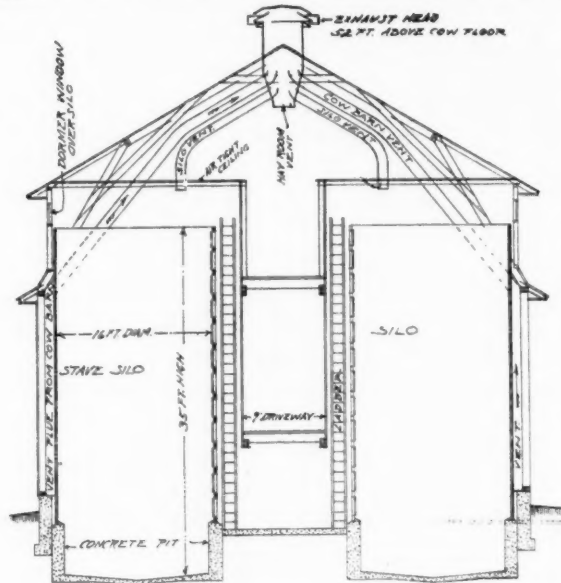 EXHAUST HEAD
52 FT. ABOVE COW FLOOR
DORMER WINDOW
OVER SILO
SILO VENT
AIR TIGHT
CEILING
HAY ROOM
VENT
SILO VENT
COW BARN VENT
VENT FLUE FROM COW BARN
16 FT. DIAM.
STAVE SILO
35 FT. HIGH
9' DRIVEWAY
LADDER
SILO
VENT
CONCRETE PIT